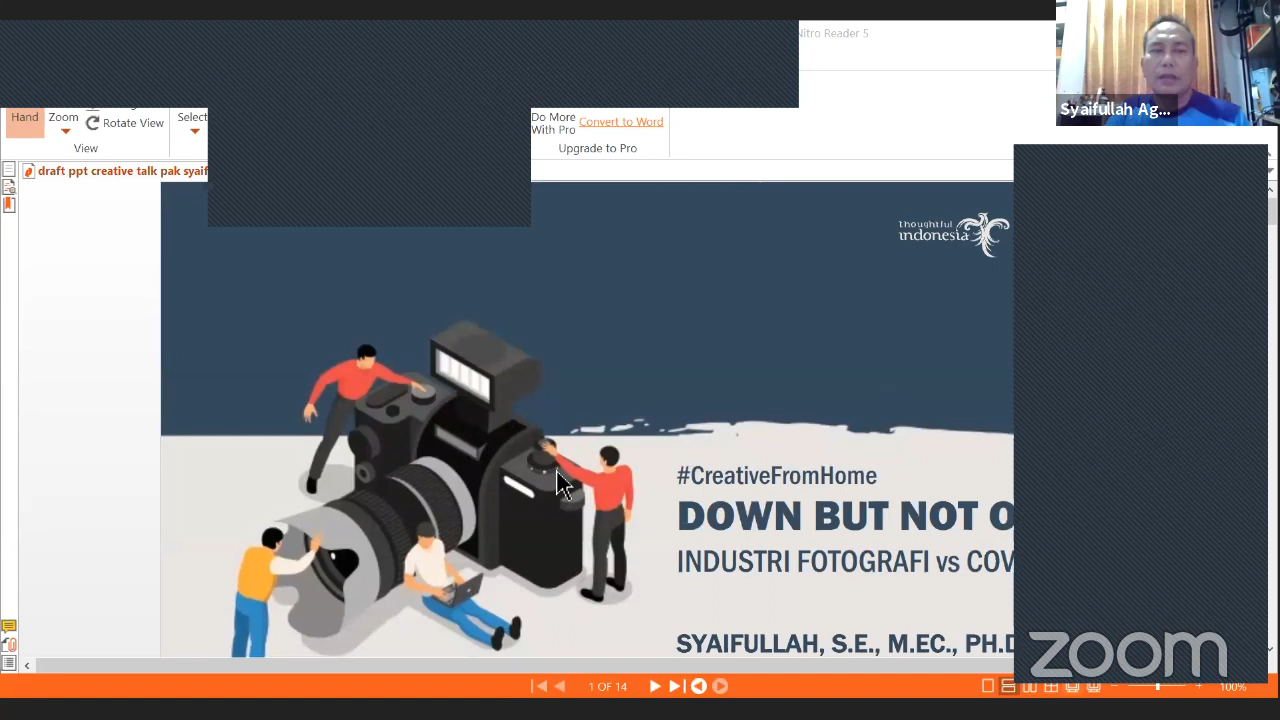 Nitro Reader 5
Syaifullah Ag...
Hand
Zoom
Rotate View
Select
View
Do More
With Pro
Convert to Word
Upgrade to Pro
draft ppt creative talk pak syaif
thoughtful
indonesia
#CreativeFromHome
DOWN BUT NOT O
INDUSTRI FOTOGRAFI vs COV
SYAIFULLAH, S.E., M.EC., PH.D
zoom
1 OF 14
100%